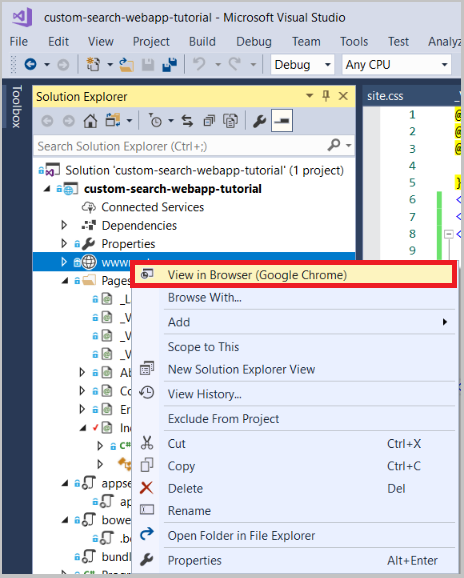 custom-search-webapp-tutorial - Microsoft Visual Studio
File Edit View Project Build Debug Team Tools Test Analyz
Debug Any CPU
Toolbox
Solution Explorer
site.css
Search Solution Explorer (Ctrl+;)
Solution 'custom-search-webapp-tutorial' (1 project)
custom-search-webapp-tutorial
Connected Services
Dependencies
Properties
Pages
_L
_V
_V
_V
Ab
Co
Er
In
C#
appse
ap
bowe
.bo
bundl
1
2
3
4
5
6
7
8
9
@
@
@
}
<
<
<
View in Browser (Google Chrome)
Browse With...
Add
Scope to This
New Solution Explorer View
View History...
Exclude From Project
Cut Ctrl+X
Copy Ctrl+C
Delete Del
Rename
Open Folder in File Explorer
Properties Alt+Enter